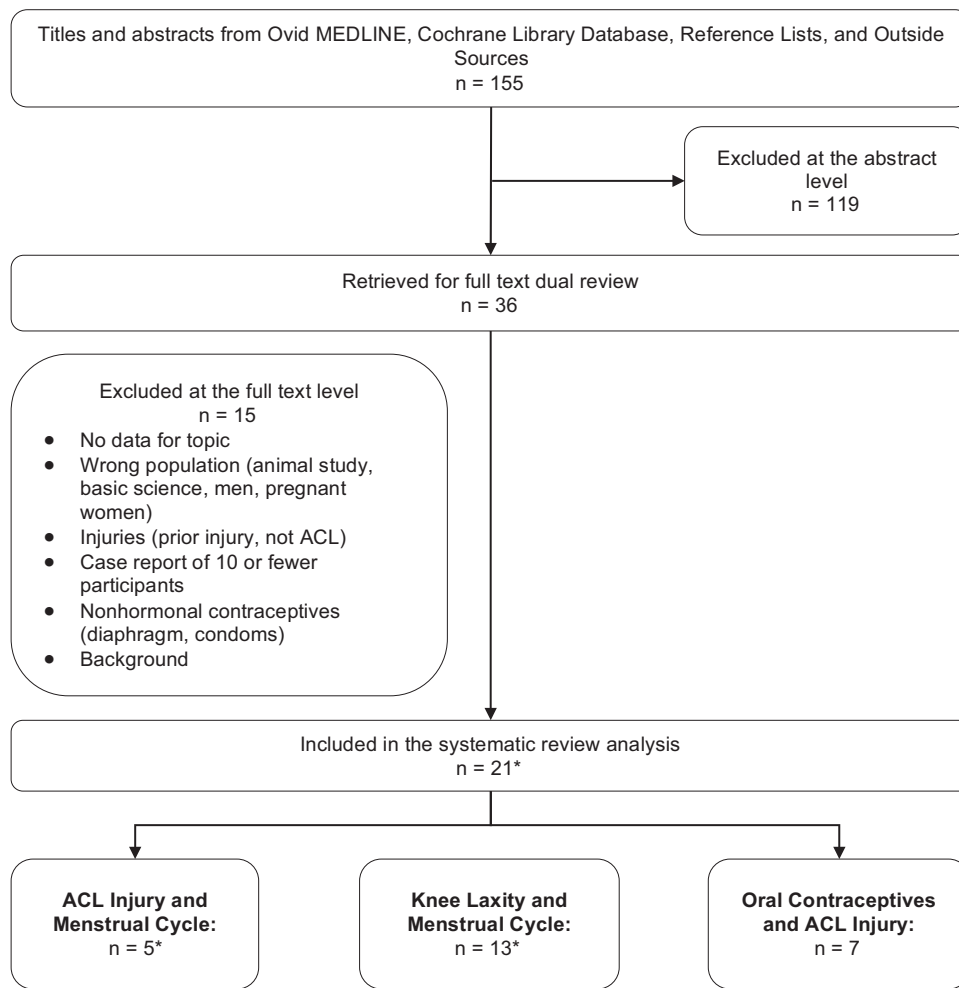 Titles and abstracts from Ovid MEDLINE, Cochrane Library Database, Reference Lists, and Outside
Sources
n = 155
Excluded at the abstract
level
n = 119
Retrieved for full text dual review
n = 36
Excluded at the full text level
n = 15
● No data for topic
● Wrong population (animal study,
basic science, men, pregnant
women)
● Injuries (prior injury, not ACL)
● Case report of 10 or fewer
participants
● Nonhormonal contraceptives
(diaphragm, condoms)
● Background
Included in the systematic review analysis
n = 21*
ACL Injury and
Menstrual Cycle:
n = 5*
Knee Laxity and
Menstrual Cycle:
n = 13*
Oral Contraceptives
and ACL Injury:
n = 7